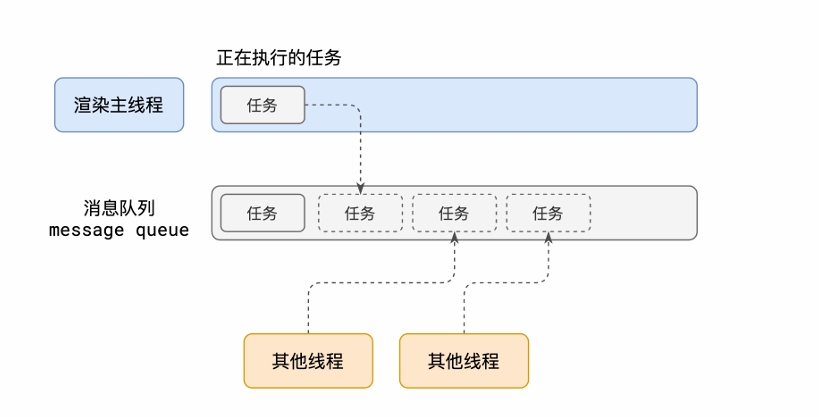 正在执行的任务
渲染主线程
任务
消息队列
message queue
任务
任务
任务
任务
其他线程
其他线程